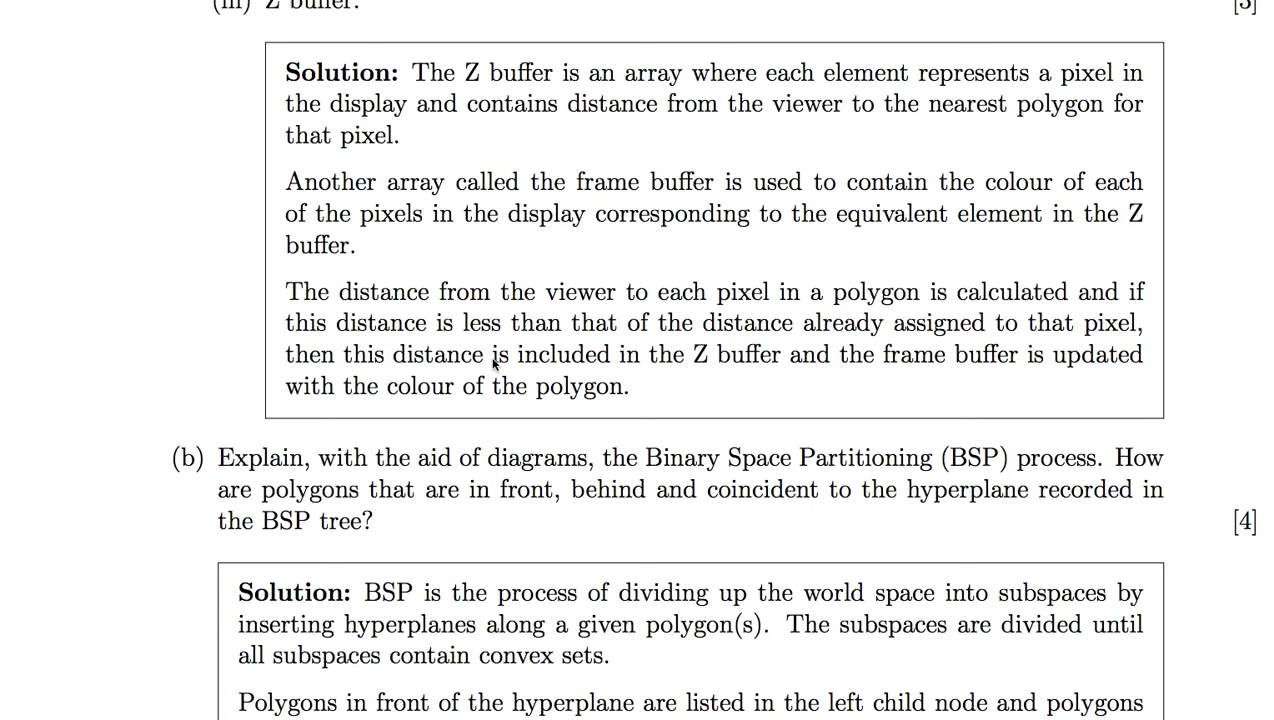 (iii) Z buffer.
[3]
Solution: The Z buffer is an array where each element represents a pixel in
the display and contains distance from the viewer to the nearest polygon for
that pixel.
Another array called the frame buffer is used to contain the colour of each
of the pixels in the display corresponding to the equivalent element in the Z
buffer.
The distance from the viewer to each pixel in a polygon is calculated and if
this distance is less than that of the distance already assigned to that pixel,
then this distance is included in the Z buffer and the frame buffer is updated
with the colour of the polygon.
(b) Explain, with the aid of diagrams, the Binary Space Partitioning (BSP) process. How
are polygons that are in front, behind and coincident to the hyperplane recorded in
the BSP tree?
[4]
Solution: BSP is the process of dividing up the world space into subspaces by
inserting hyperplanes along a given polygon(s). The subspaces are divided until
all subspaces contain convex sets.
Polygons in front of the hyperplane are listed in the left child node and polygons